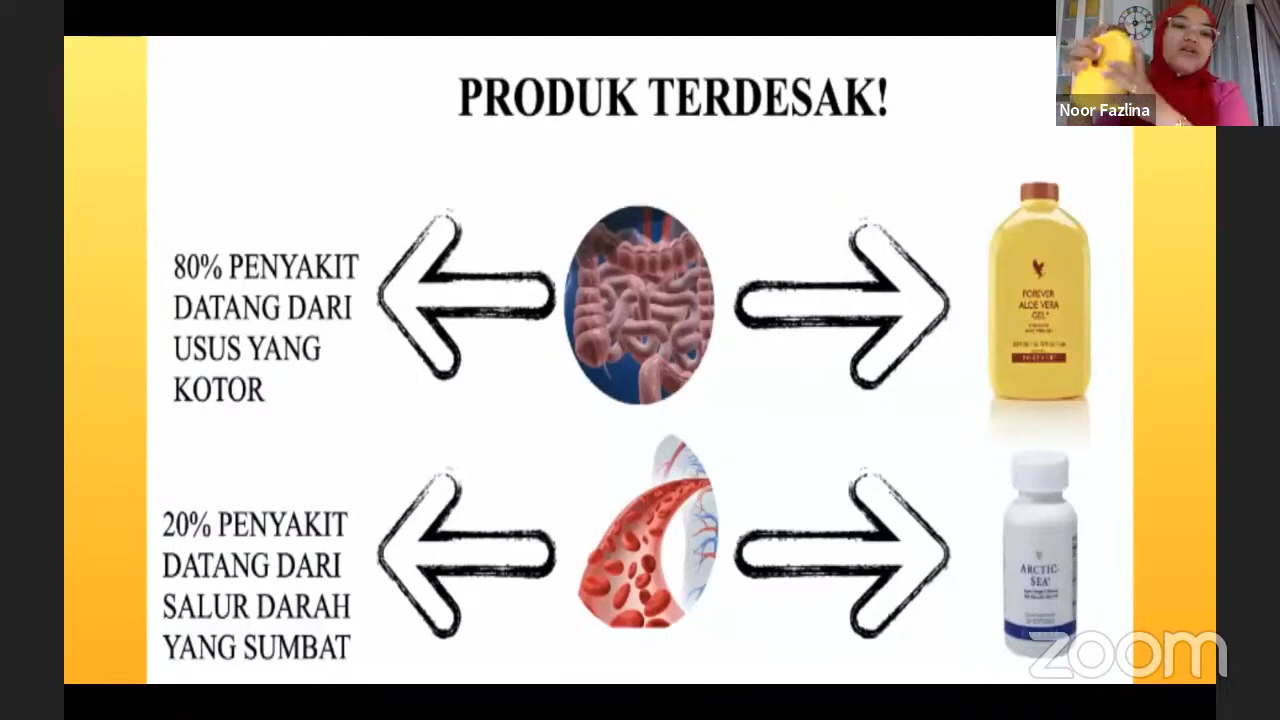 PRODUK TERDESAK!
Noor Fazlina
80% PENYAKIT
DATANG DARI
USUS YANG
KOTOR
FOREVER
ALOE VERA
GEL
20% PENYAKIT
DATANG DARI
SALUR DARAH
YANG SUMBAT
ARCTIC-
SEA
zoom